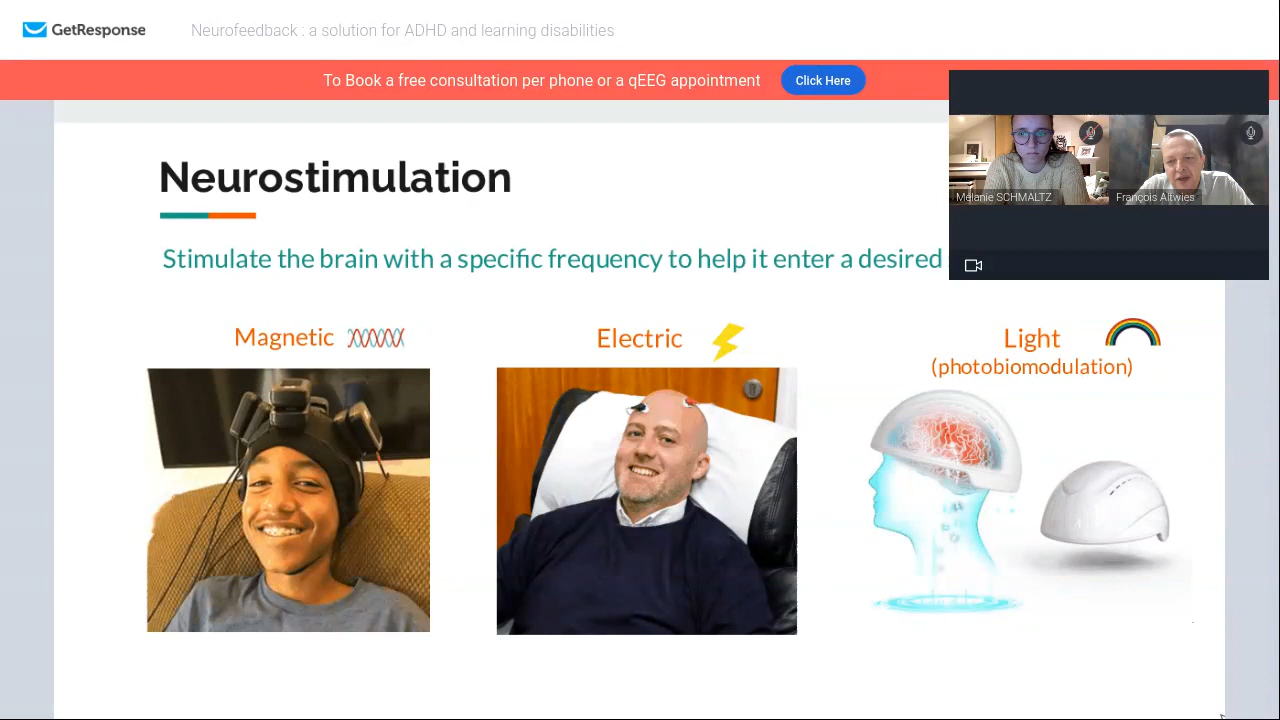 GetResponse
Neurofeedback : a solution for ADHD and learning disabilities
To Book a free consultation per phone or a qEEG appointment
Click Here
Mélanie SCHMALTZ
François Altwies
Neurostimulation
Stimulate the brain with a specific frequency to help it enter a desired
Magnetic
Electric
Light
(photobiomodulation)